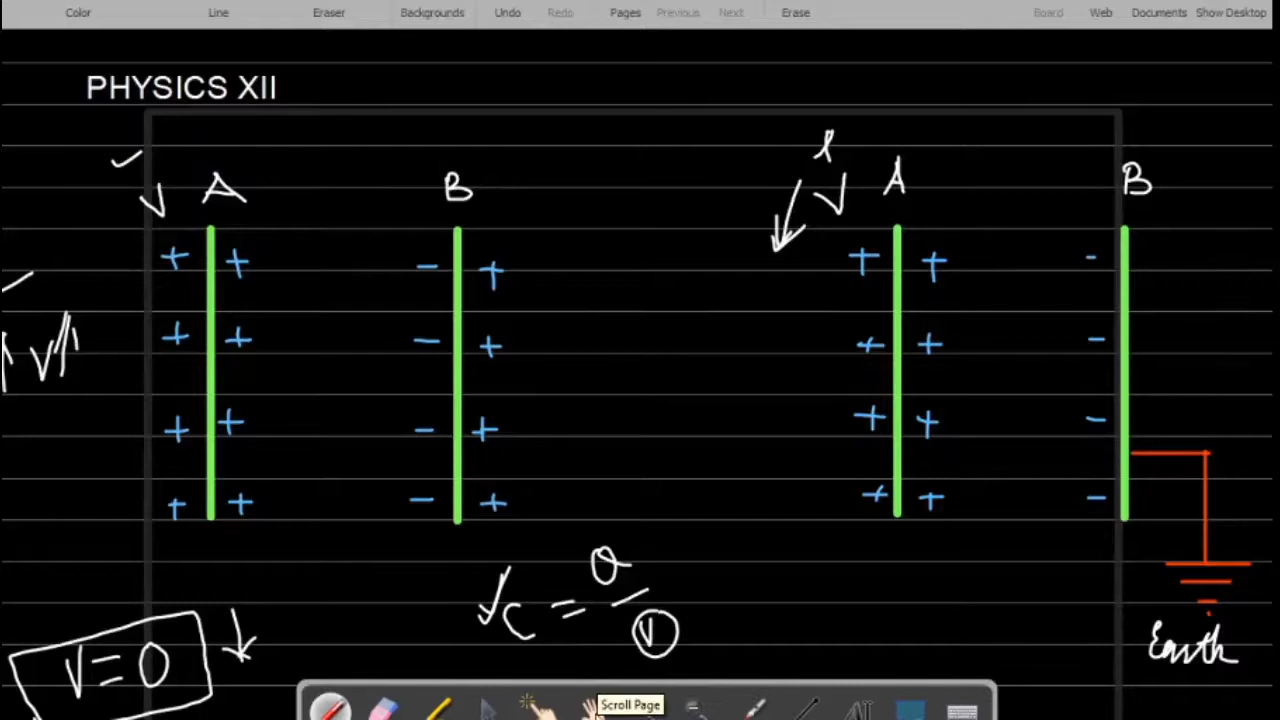 Color Line Eraser Backgrounds Undo Redo Pages Previous Next Erase Board Web Documents Show Desktop
PHYSICS XII
V A B V A B
+ + - + + + -
V
+ + - + + + -
+ + - + + + -
+ + - + + + -
C = Q / V
V = 0
Earth
Scroll Page